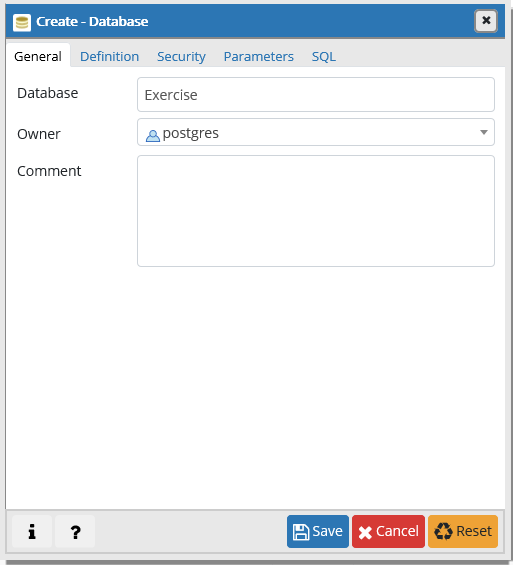 Create - Database
General Definition Security Parameters SQL
Database Exercise
Owner postgres
Comment
i ? Save Cancel Reset